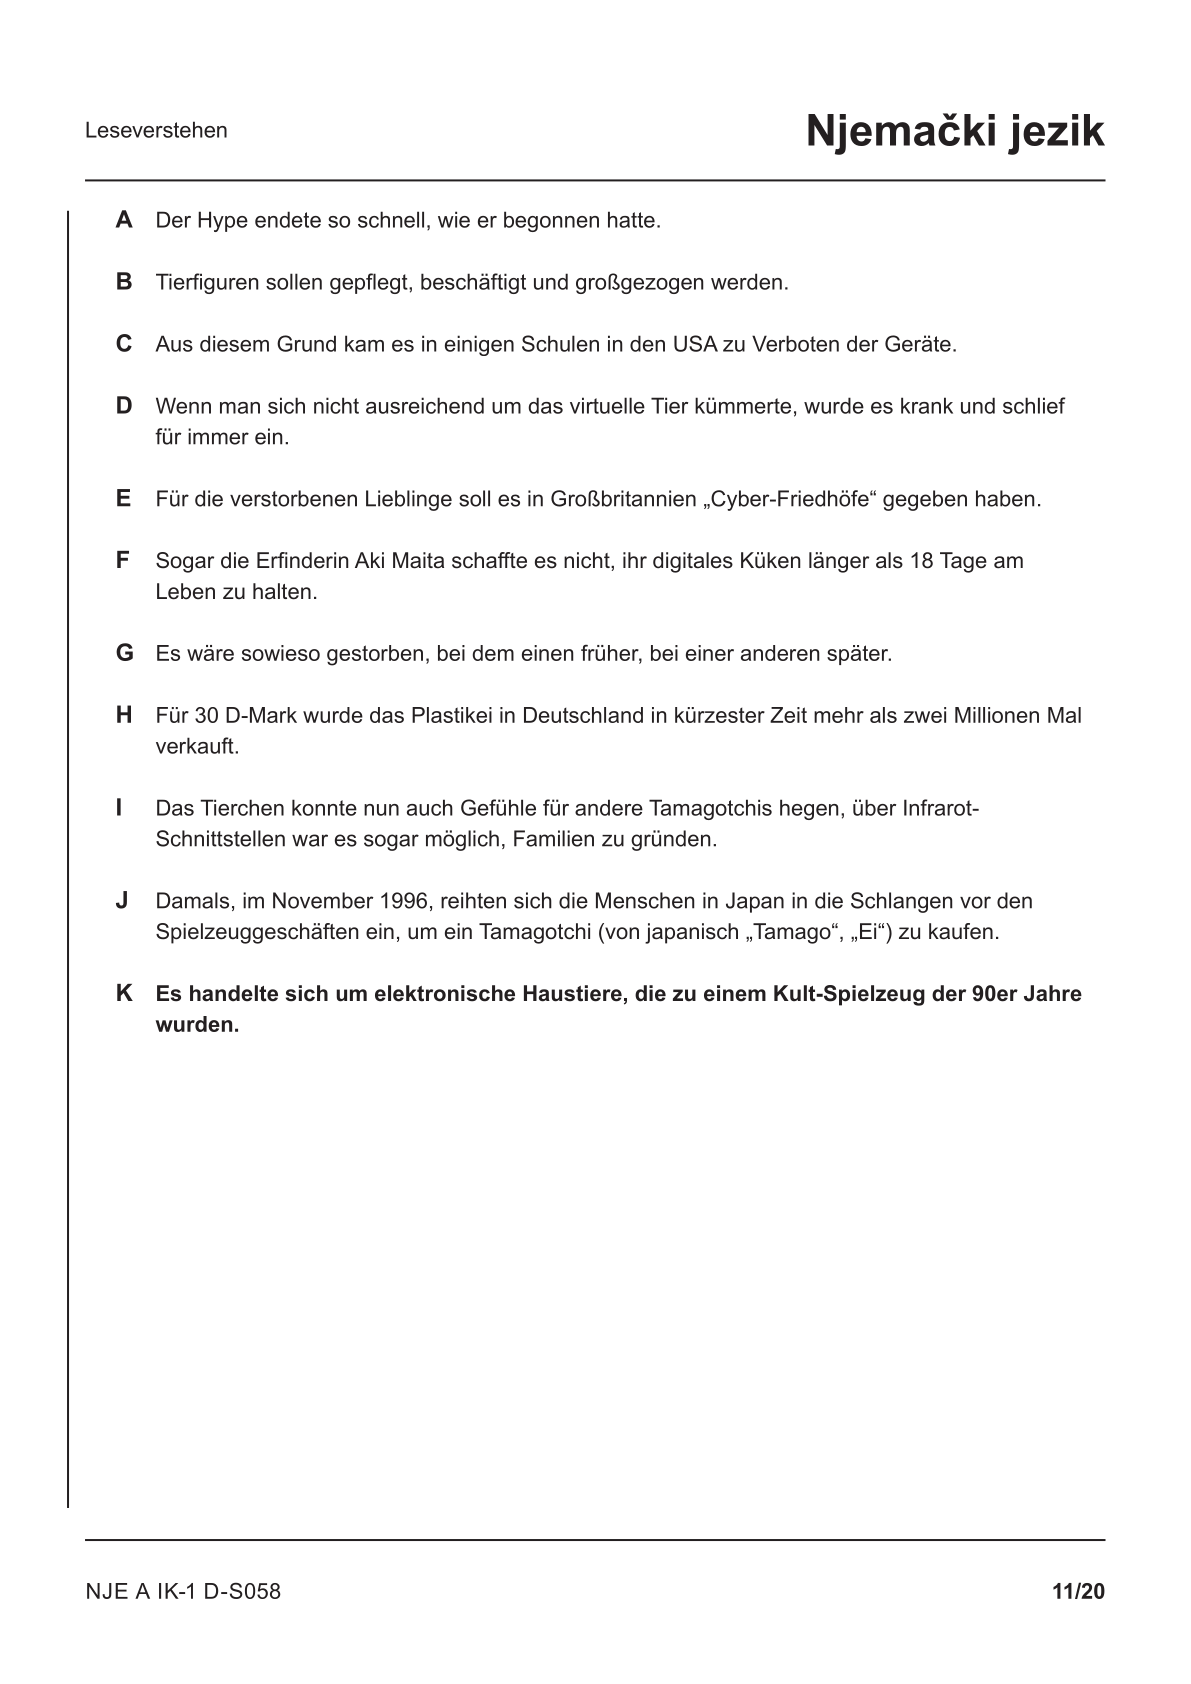 Leseverstehen
Njemački jezik
A Der Hype endete so schnell, wie er begonnen hatte.
B Tierfiguren sollen gepflegt, beschäftigt und großgezogen werden.
C Aus diesem Grund kam es in einigen Schulen in den USA zu Verboten der Geräte.
D Wenn man sich nicht ausreichend um das virtuelle Tier kümmerte, wurde es krank und schlief
für immer ein.
E Für die verstorbenen Lieblinge soll es in Großbritannien „Cyber-Friedhöfe“ gegeben haben.
F Sogar die Erfinderin Aki Maita schaffte es nicht, ihr digitales Küken länger als 18 Tage am
Leben zu halten.
G Es wäre sowieso gestorben, bei dem einen früher, bei einer anderen später.
H Für 30 D-Mark wurde das Plastikei in Deutschland in kürzester Zeit mehr als zwei Millionen Mal
verkauft.
I Das Tierchen konnte nun auch Gefühle für andere Tamagotchis hegen, über Infrarot-
Schnittstellen war es sogar möglich, Familien zu gründen.
J Damals, im November 1996, reihten sich die Menschen in Japan in die Schlangen vor den
Spielzeuggeschäften ein, um ein Tamagotchi (von japanisch „Tamago“, „Ei“) zu kaufen.
K Es handelte sich um elektronische Haustiere, die zu einem Kult-Spielzeug der 90er Jahre
wurden.
NJE A IK-1 D-S058
11/20